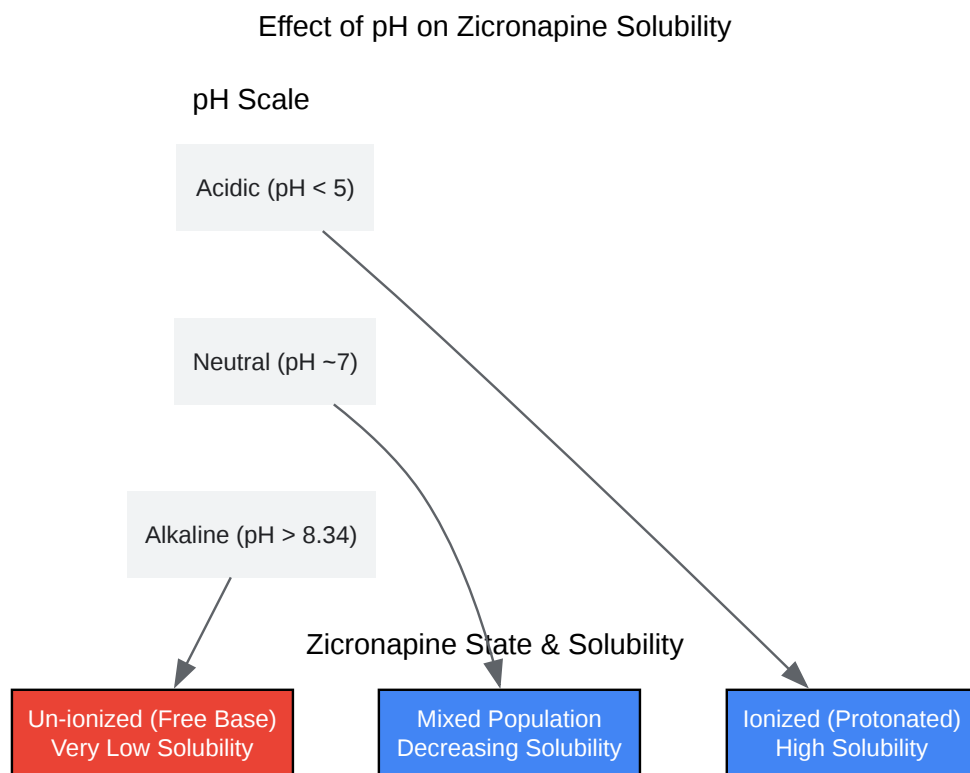 Effect of pH on Zicronapine Solubility
pH Scale
Acidic (pH < 5)
Neutral (pH ~7)
Alkaline (pH > 8.34)
Zicronapine State & Solubility
Un-ionized (Free Base)
Very Low Solubility
Mixed Population
Decreasing Solubility
Ionized (Protonated)
High Solubility